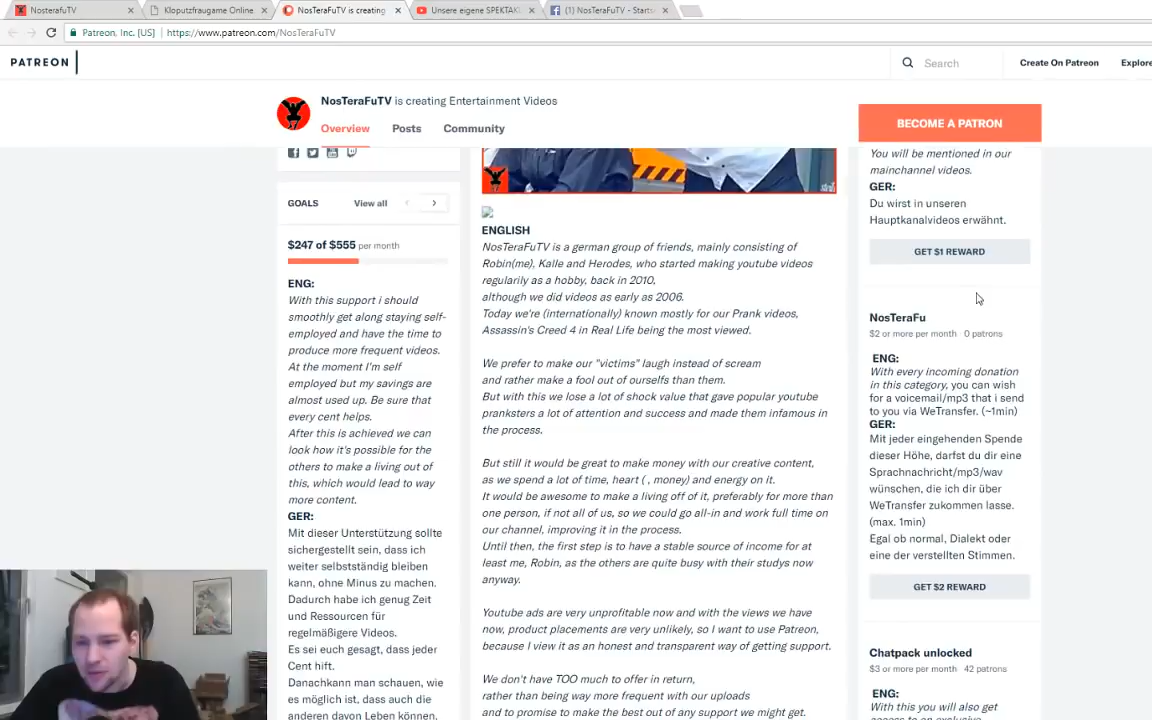 NosterafuTV
Kloputzfraugame Online
NosTeraFuTV is creating
Unsere eigene SPEKTAK
(1) NosTeraFuTV - Starts
Patreon, Inc. [US]
https://www.patreon.com/NosTeraFuTV
PATREON
Search
Create On Patreon
Explore
NosTeraFuTV is creating Entertainment Videos
Overview
Posts
Community
BECOME A PATRON
GOALS
View all
$247 of $555 per month
ENG:
With this support i should
smoothly get along staying self-
employed and have the time to
produce more frequent videos.
At the moment I'm self
employed but my savings are
almost used up. Be sure that
every cent helps.
After this is achieved we can
look how it's possible for the
others to make a living out of
this, which would lead to way
more content.
GER:
Mit dieser Unterstützung sollte
sichergestellt sein, dass ich
weiter selbstständig bleiben
kann, ohne Minus zu machen.
Dadurch habe ich genug Zeit
und Ressourcen für
regelmäßigere Videos.
Es sei euch gesagt, dass jeder
Cent hift.
Danachkann man schauen, wie
es möglich ist, dass auch die
anderen davon Leben können.
ENGLISH
NosTeraFuTV is a german group of friends, mainly consisting of
Robin(me), Kalle and Herodes, who started making youtube videos
regularily as a hobby, back in 2010,
although we did videos as early as 2006.
Today we're (internationally) known mostly for our Prank videos,
Assassin's Creed 4 in Real Life being the most viewed.
We prefer to make our "victims" laugh instead of scream
and rather make a fool out of ourselfs than them.
But with this we lose a lot of shock value that gave popular youtube
pranksters a lot of attention and success and made them infamous in
the process.
But still it would be great to make money with our creative content,
as we spend a lot of time, heart ( , money) and energy on it.
It would be awesome to make a living off of it, preferably for more than
one person, if not all of us, so we could go all-in and work full time on
our channel, improving it in the process.
Until then, the first step is to have a stable source of income for at
least me, Robin, as the others are quite busy with their studys now
anyway.
Youtube ads are very unprofitable now and with the views we have
now, product placements are very unlikely, so I want to use Patreon,
because I view it as an honest and transparent way of getting support.
We don't have TOO much to offer in return,
rather than being way more frequent with our uploads
and to promise to make the best out of any support we might get.
You will be mentioned in our
mainchannel videos.
GER:
Du wirst in unseren
Hauptkanalvideos erwähnt.
GET $1 REWARD
NosTeraFu
$2 or more per month · 0 patrons
ENG:
With every incoming donation
in this category, you can wish
for a voicemail/mp3 that i send
to you via WeTransfer. (~1min)
GER:
Mit jeder eingehenden Spende
dieser Höhe, darfst du dir eine
Sprachnachricht/mp3/wav
wünschen, die ich dir über
WeTransfer zukommen lasse.
(max. 1min)
Egal ob normal, Dialekt oder
eine der verstellten Stimmen.
GET $2 REWARD
Chatpack unlocked
$3 or more per month · 42 patrons
ENG:
With this you will also get
access to an exclusive